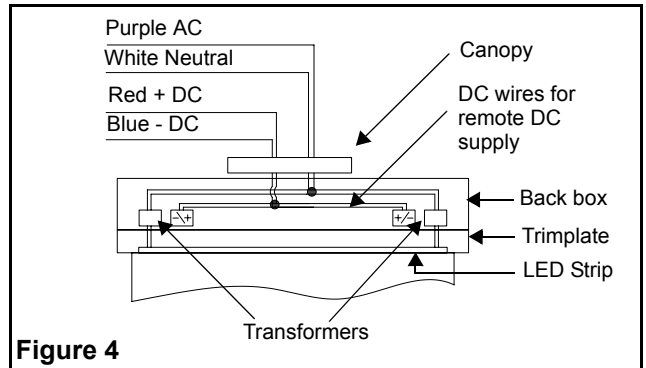 Purple AC
White Neutral
Red + DC
Blue - DC
Canopy
DC wires for
remote DC
supply
Back box
Trimplate
LED Strip
Transformers
-\+
+/-
Figure 4